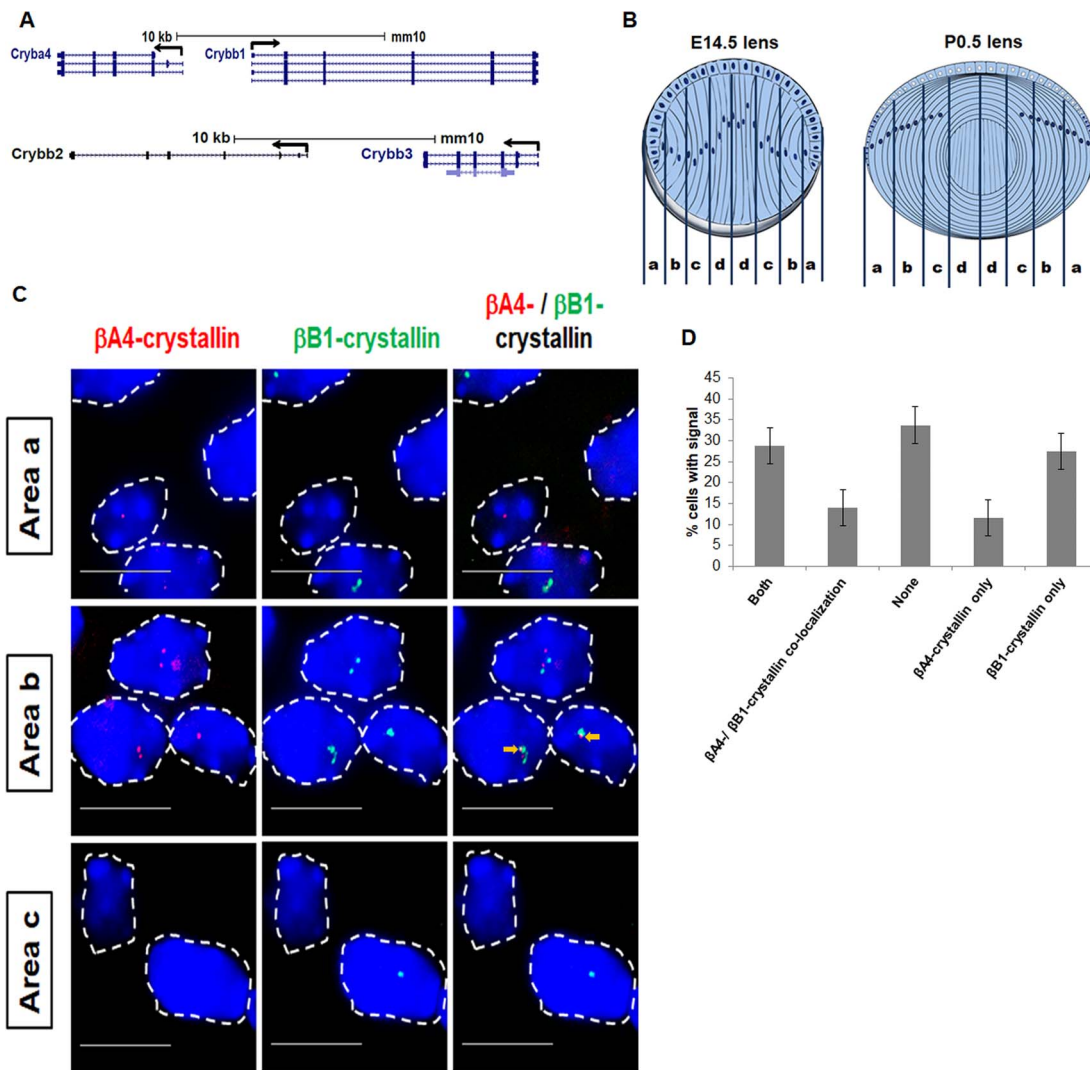 A
10 kb mm10
Cryba4 Crybb1
10 kb mm10
Crybb2 Crybb3
B
E14.5 lens P0.5 lens
a b c d d c b a a b c d d c b a
C
βA4-crystallin βB1-crystallin βA4- / βB1-
crystallin
Area a
Area b
Area c
D
% cells with signal
45
40
35
30
25
20
15
10
5
0
Both
βA4-/ βB1-crystallin co-localization
None
βA4-crystallin only
βB1-crystallin only